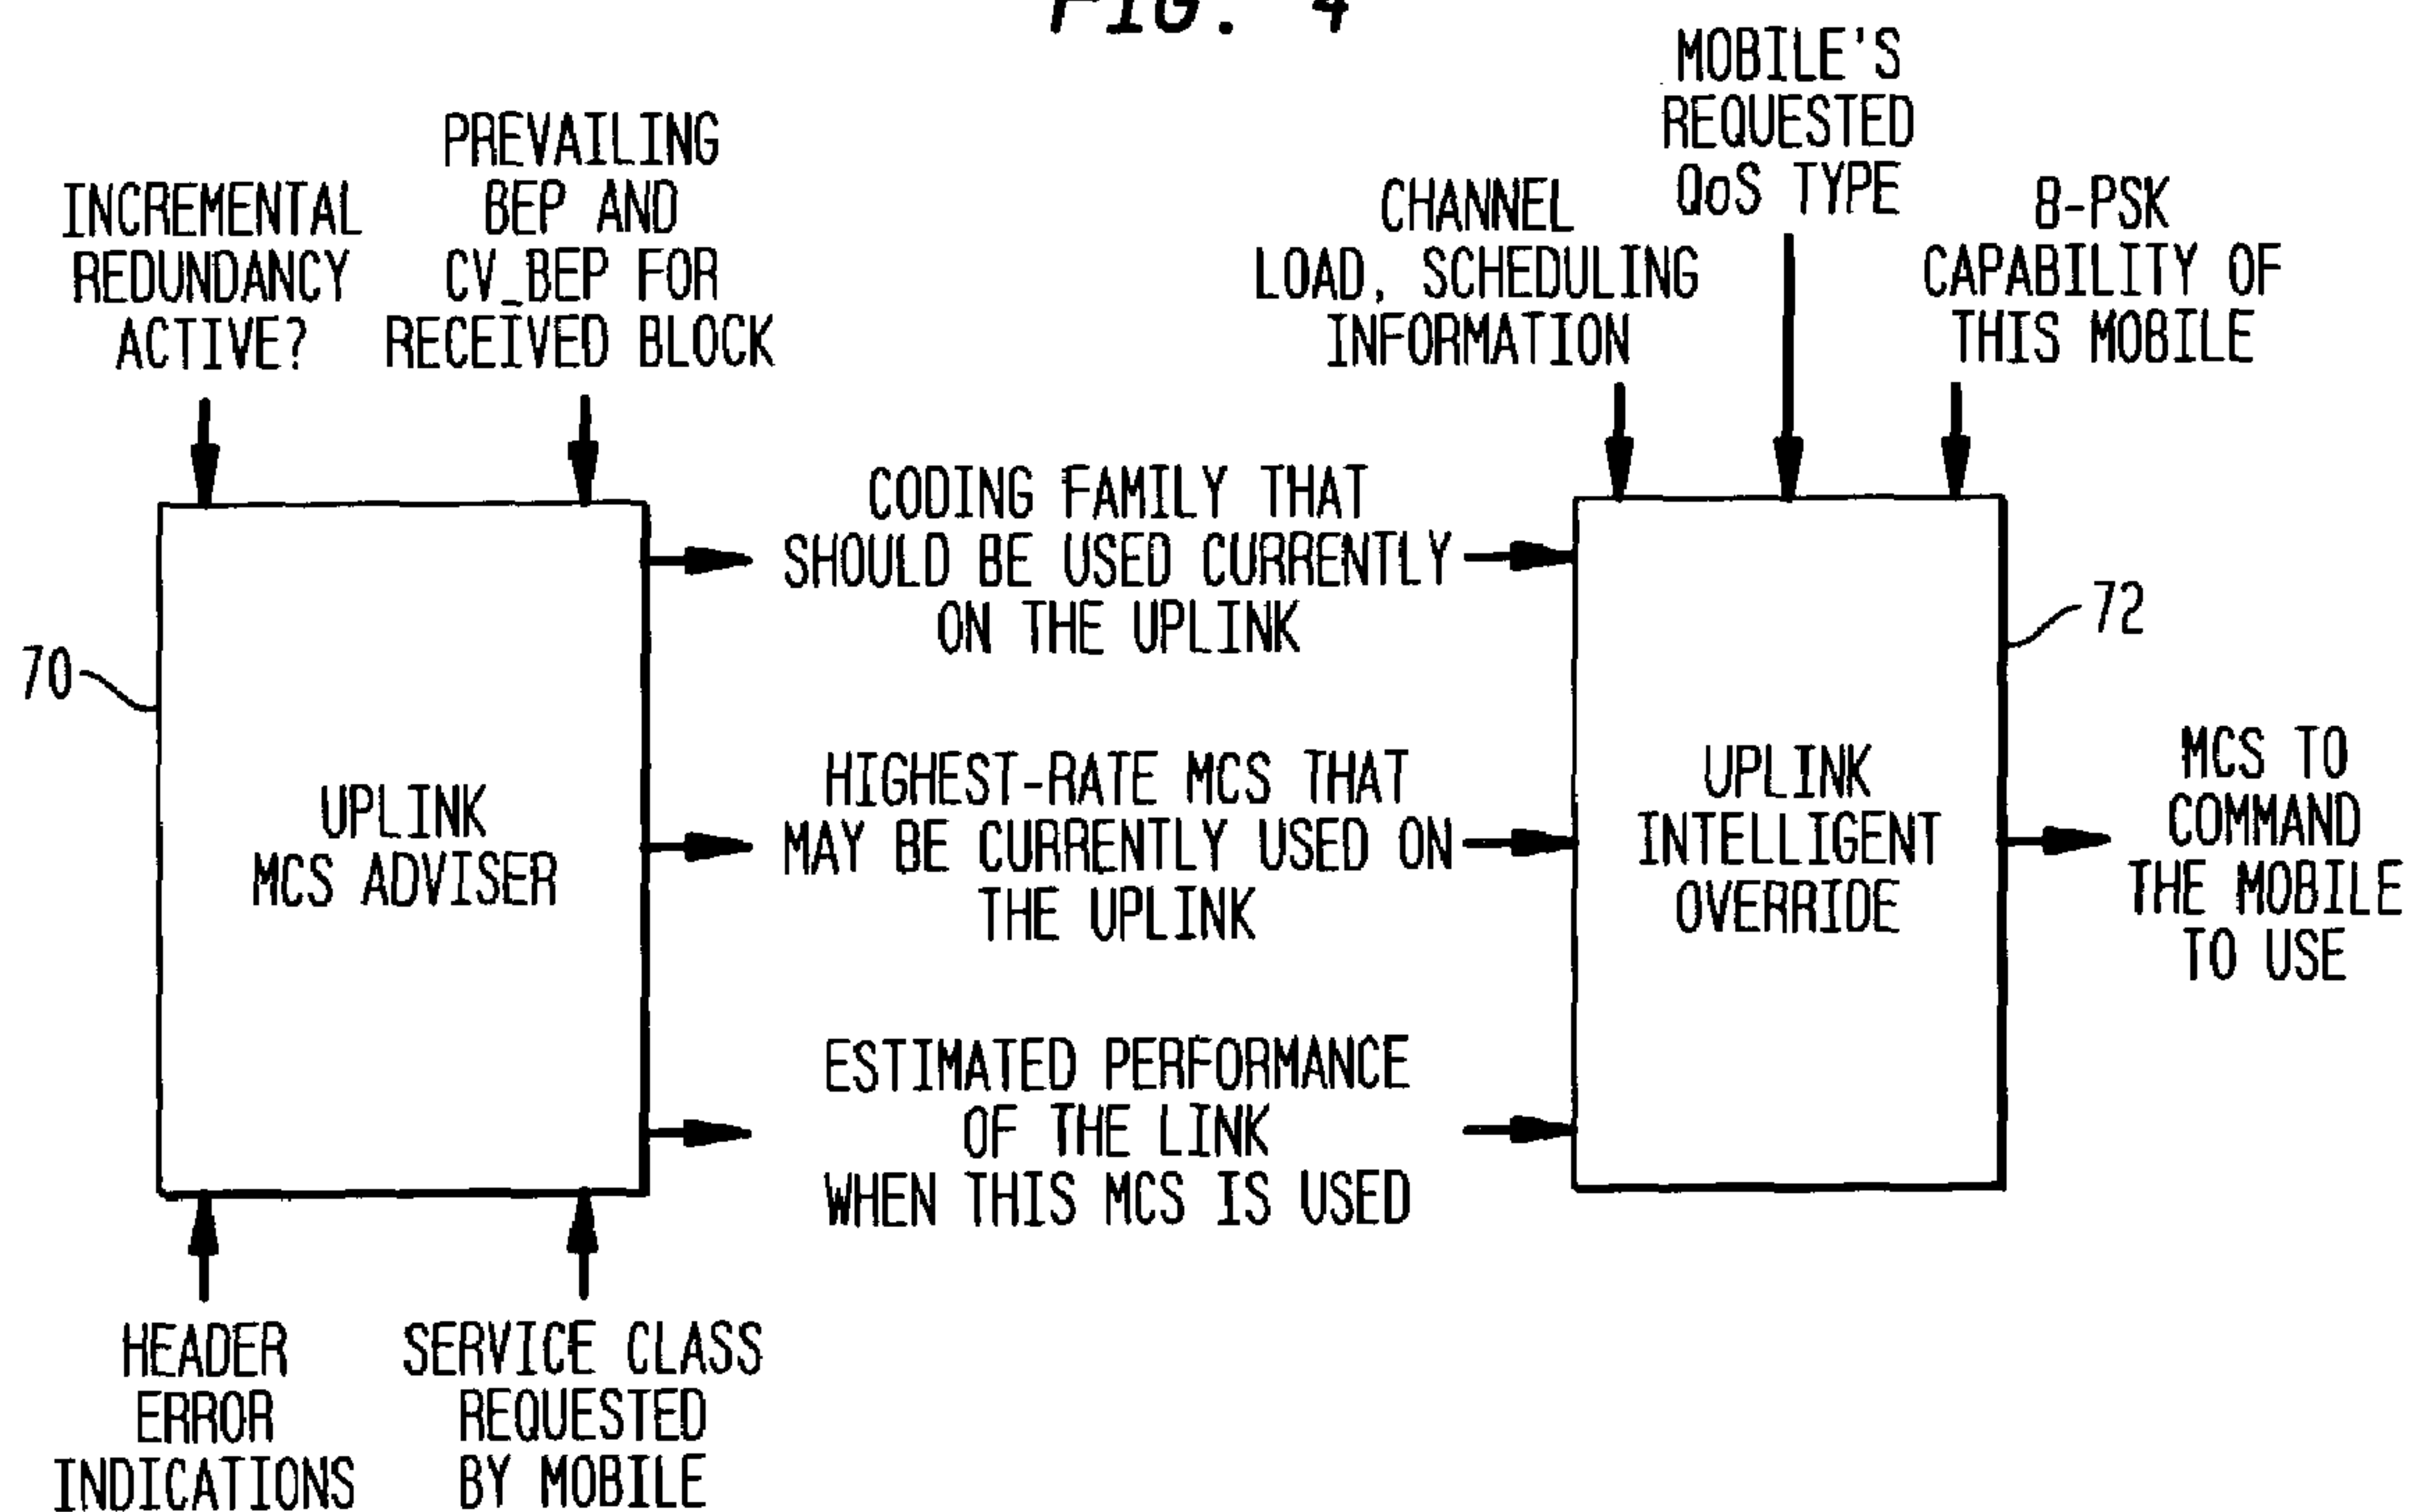 FIG. 4
INCREMENTAL
REDUNDANCY
ACTIVE?
PREVAILING
BEP AND
CV_BEP FOR
RECEIVED BLOCK
CHANNEL
LOAD, SCHEDULING
INFORMATION
MOBILE'S
REQUESTED
QoS TYPE
8-PSK
CAPABILITY OF
THIS MOBILE
70
UPLINK
MCS ADVISER
CODING FAMILY THAT
SHOULD BE USED CURRENTLY
ON THE UPLINK
HIGHEST-RATE MCS THAT
MAY BE CURRENTLY USED ON
THE UPLINK
ESTIMATED PERFORMANCE
OF THE LINK
WHEN THIS MCS IS USED
72
UPLINK
INTELLIGENT
OVERRIDE
MCS TO
COMMAND
THE MOBILE
TO USE
HEADER
ERROR
INDICATIONS
SERVICE CLASS
REQUESTED
BY MOBILE